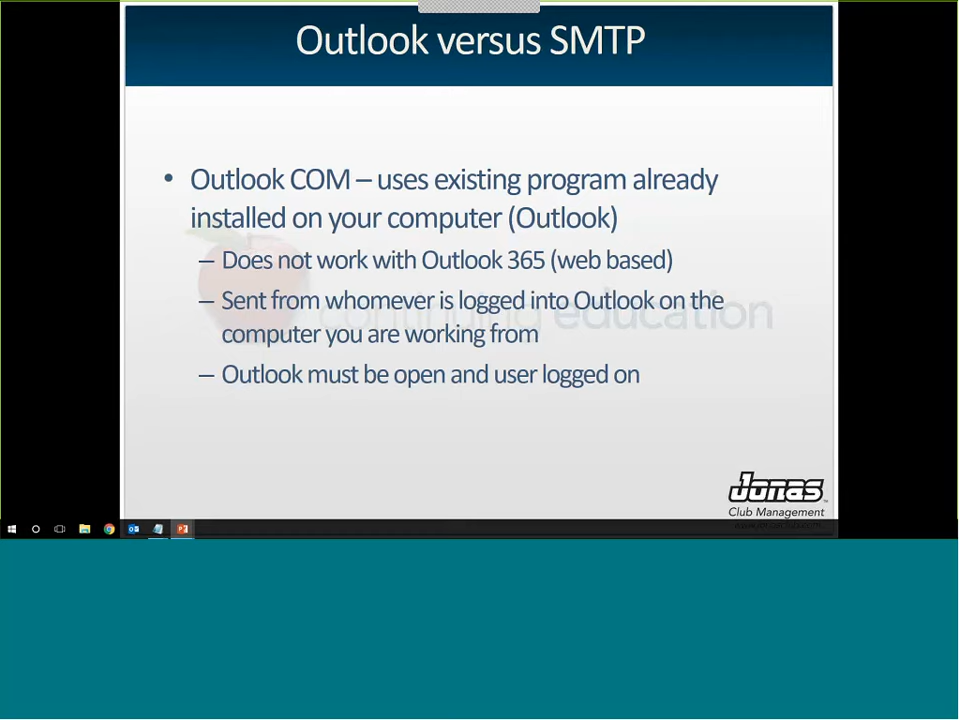 Outlook versus SMTP
• Outlook COM – uses existing program already
installed on your computer (Outlook)
– Does not work with Outlook 365 (web based)
– Sent from whomever is logged into Outlook on the
computer you are working from
– Outlook must be open and user logged on
continuing education
Jonas
Club Management